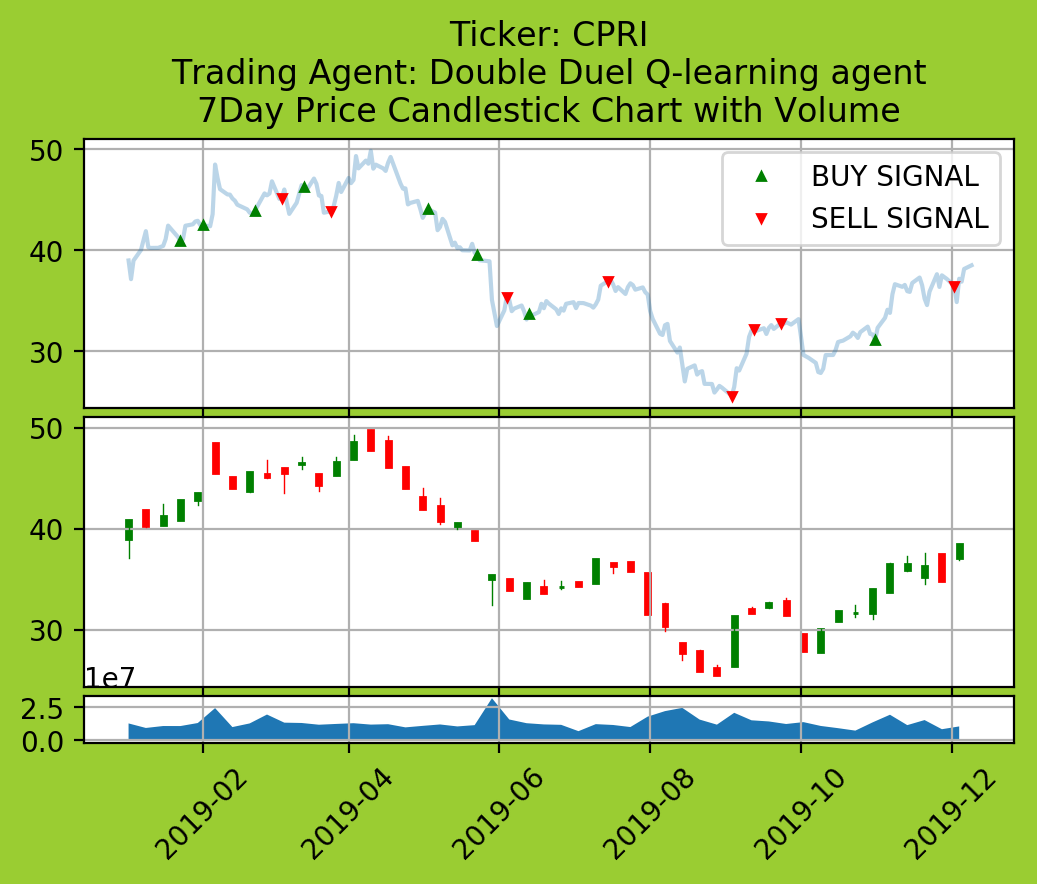 Ticker: CPRI
Trading Agent: Double Duel Q-learning agent
7Day Price Candlestick Chart with Volume
50
40
30
BUY SIGNAL
SELL SIGNAL
50
40
30
1e7
2.5
0.0
2019-02
2019-04
2019-06
2019-08
2019-10
2019-12